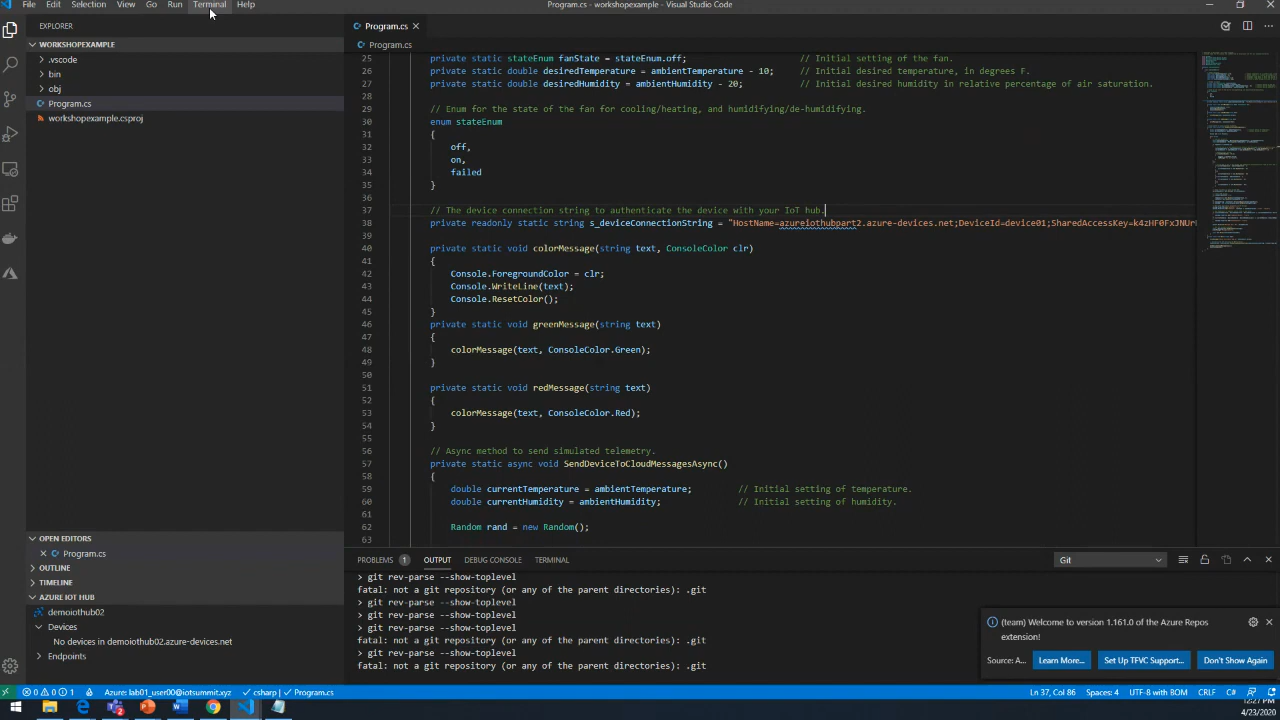 File Edit Selection View Go Run Terminal Help
Program.cs - workshopexample - Visual Studio Code
EXPLORER
WORKSHOPEXAMPLE
.vscode
bin
obj
Program.cs
workshopexample.csproj
OPEN EDITORS
Program.cs
OUTLINE
TIMELINE
AZURE IOT HUB
demoiothub02
Devices
No devices in demoiothub02.azure-devices.net
Endpoints
Program.cs
Program.cs
25 private static stateEnum fanState = stateEnum.off; // Initial setting of the fan.
26 private static double desiredTemperature = ambientTemperature - 10; // Initial desired temperature, in degrees F.
27 private static double desiredHumidity = ambientHumidity - 20; // Initial desired humidity in relative percentage of air saturation.
28
29 // Enum for the state of the fan for cooling/heating, and humidifying/de-humidifying.
30 enum stateEnum
31 {
32 off,
33 on,
34 failed
35 }
36
37 // The device connection string to authenticate the device with your IoT hub.
38 private readonly static string s_deviceConnectionString = "HostName=azureiothubpart2.azure-devices.net;DeviceId=device01;SharedAccessKey=
39
40 private static void colorMessage(string text, ConsoleColor clr)
41 {
42 Console.ForegroundColor = clr;
43 Console.WriteLine(text);
44 Console.ResetColor();
45 }
46 private static void greenMessage(string text)
47 {
48 colorMessage(text, ConsoleColor.Green);
49 }
50
51 private static void redMessage(string text)
52 {
53 colorMessage(text, ConsoleColor.Red);
54 }
55
56 // Async method to send simulated telemetry.
57 private static async void SendDeviceToCloudMessagesAsync()
58 {
59 double currentTemperature = ambientTemperature; // Initial setting of temperature.
60 double currentHumidity = ambientHumidity; // Initial setting of humidity.
61
62 Random rand = new Random();
63
PROBLEMS 1 OUTPUT DEBUG CONSOLE TERMINAL
Git
> git rev-parse --show-toplevel
fatal: not a git repository (or any of the parent directories): .git
> git rev-parse --show-toplevel
> git rev-parse --show-toplevel
> git rev-parse --show-toplevel
fatal: not a git repository (or any of the parent directories): .git
> git rev-parse --show-toplevel
fatal: not a git repository (or any of the parent directories): .git
(team) Welcome to version 1.161.0 of the Azure Repos
extension!
Source: A... Learn More... Set Up TFVC Support... Don't Show Again
0 0 1 Azure: lab01_user00@iotsummit.xyz csharp | Program.cs
Ln 37, Col 86 Spaces: 4 UTF-8 with BOM CRLF C#
12:27 PM
4/23/2020